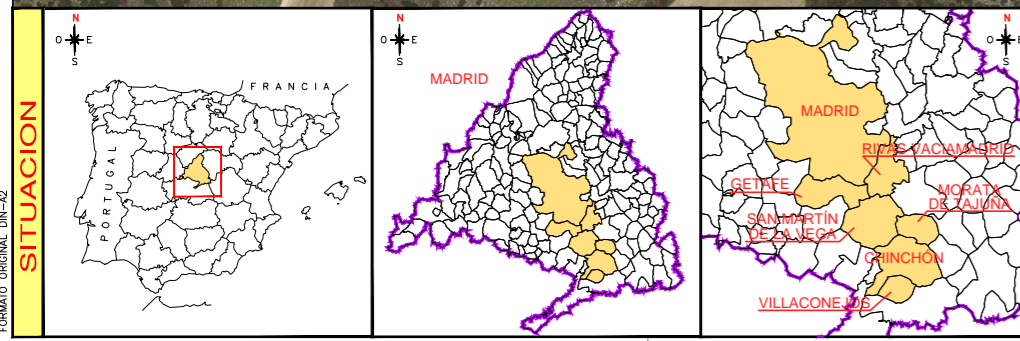 FORMATO ORIGINAL DIN-A2
SITUACION
N
O E
S
FRANCIA
PORTUGAL
N
O E
S
MADRID
N
O E
S
MADRID
RIVAS-VACIAMADRID
GETAFE
MORATA
DE TAJUÑA
SAN MARTÍN
DE LA VEGA
CHINCHÓN
VILLACONEJOS